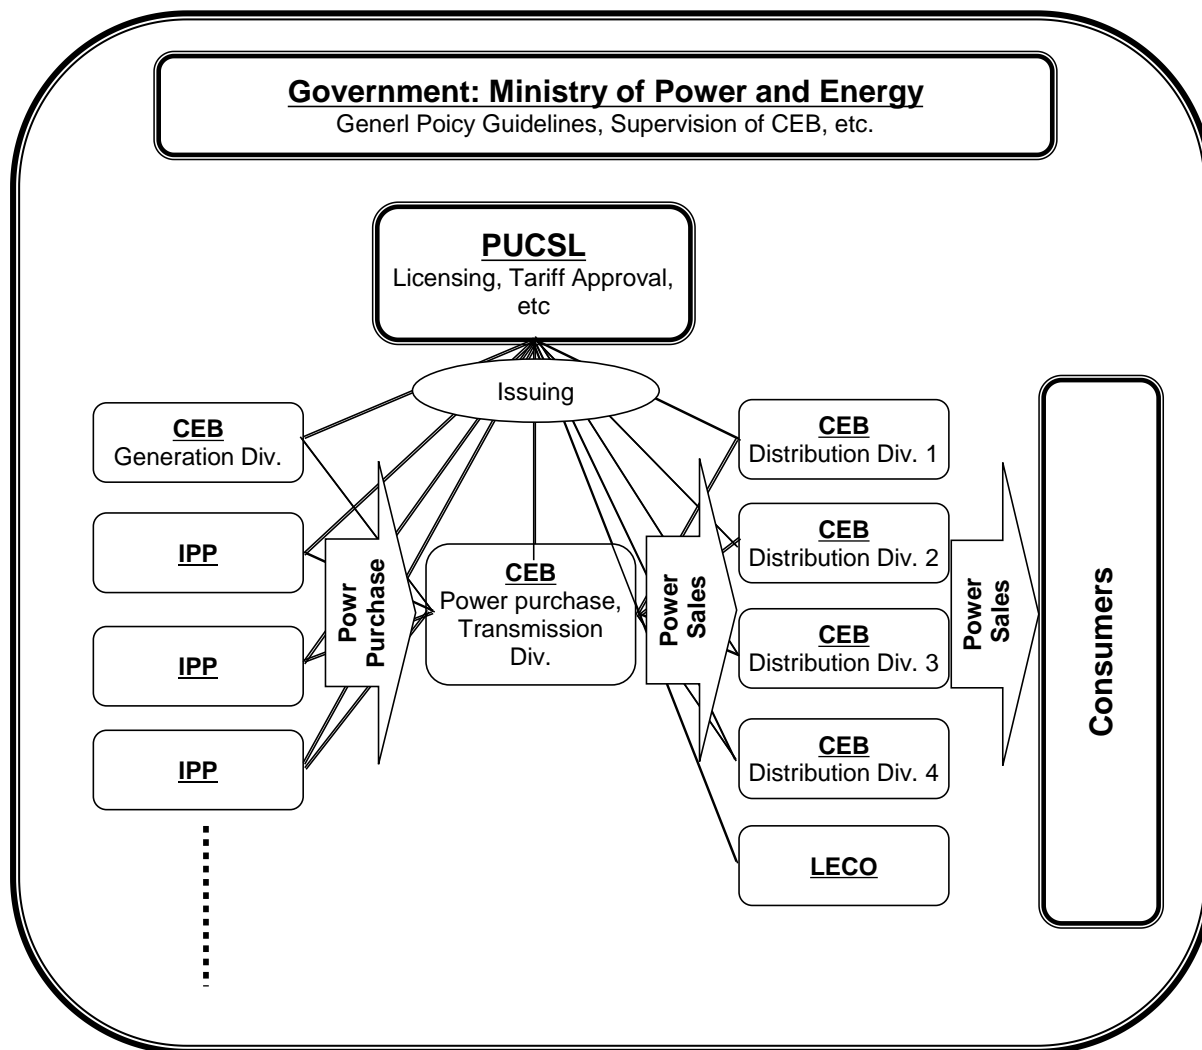 Government: Ministry of Power and Energy
Generl Poicy Guidelines, Supervision of CEB, etc.
PUCSL
Licensing, Tariff Approval,
etc
Issuing
CEB
Generation Div.
IPP
IPP
IPP
Powr
Purchase
CEB
Power purchase,
Transmission
Div.
Power
Sales
CEB
Distribution Div. 1
CEB
Distribution Div. 2
CEB
Distribution Div. 3
CEB
Distribution Div. 4
LECO
Power
Sales
Consumers